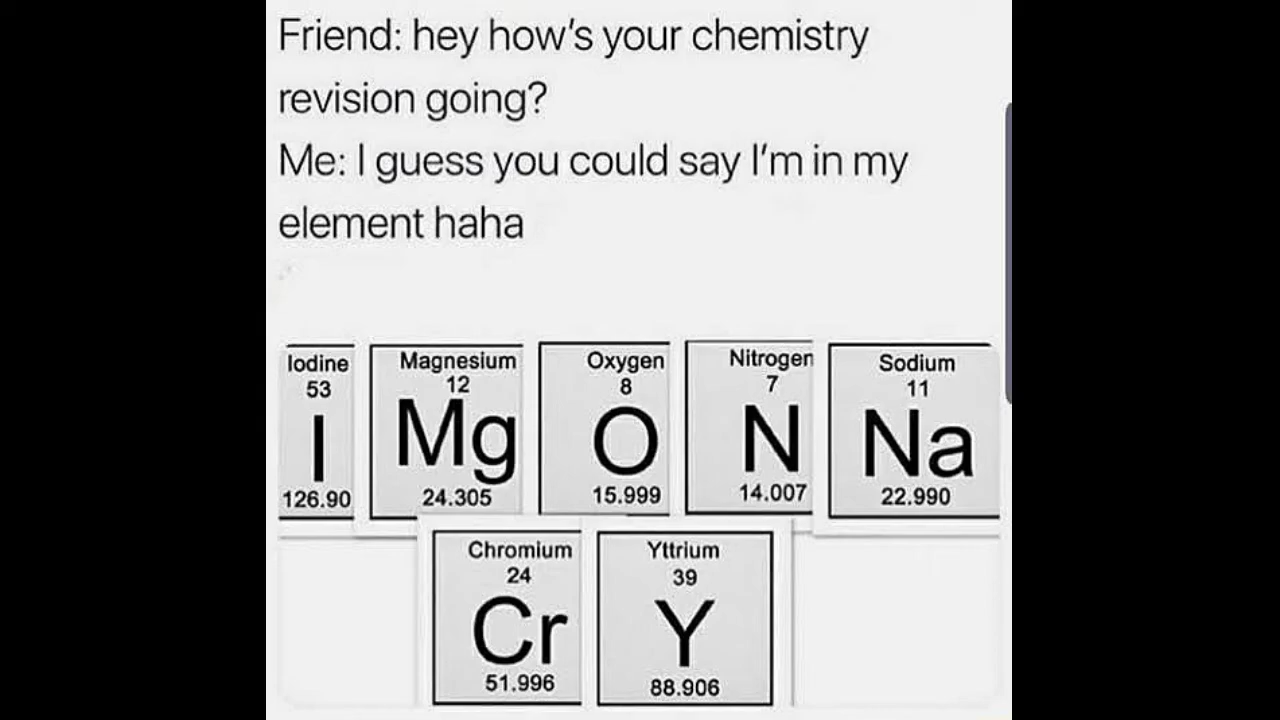 Friend: hey how's your chemistry
revision going?
Me: I guess you could say I'm in my
element haha
Iodine Magnesium Oxygen Nitrogen Sodium
53 12 8 7 11
I Mg O N Na
126.90 24.305 15.999 14.007 22.990
Chromium Yttrium
24 39
Cr Y
51.996 88.906